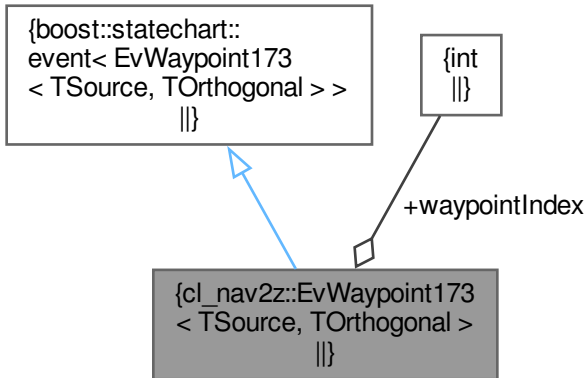 {boost::statechart::
event< EvWaypoint173
< TSource, TOrthogonal > >
||}
{int
||}
+waypointIndex
{cl_nav2z::EvWaypoint173
< TSource, TOrthogonal >
||}